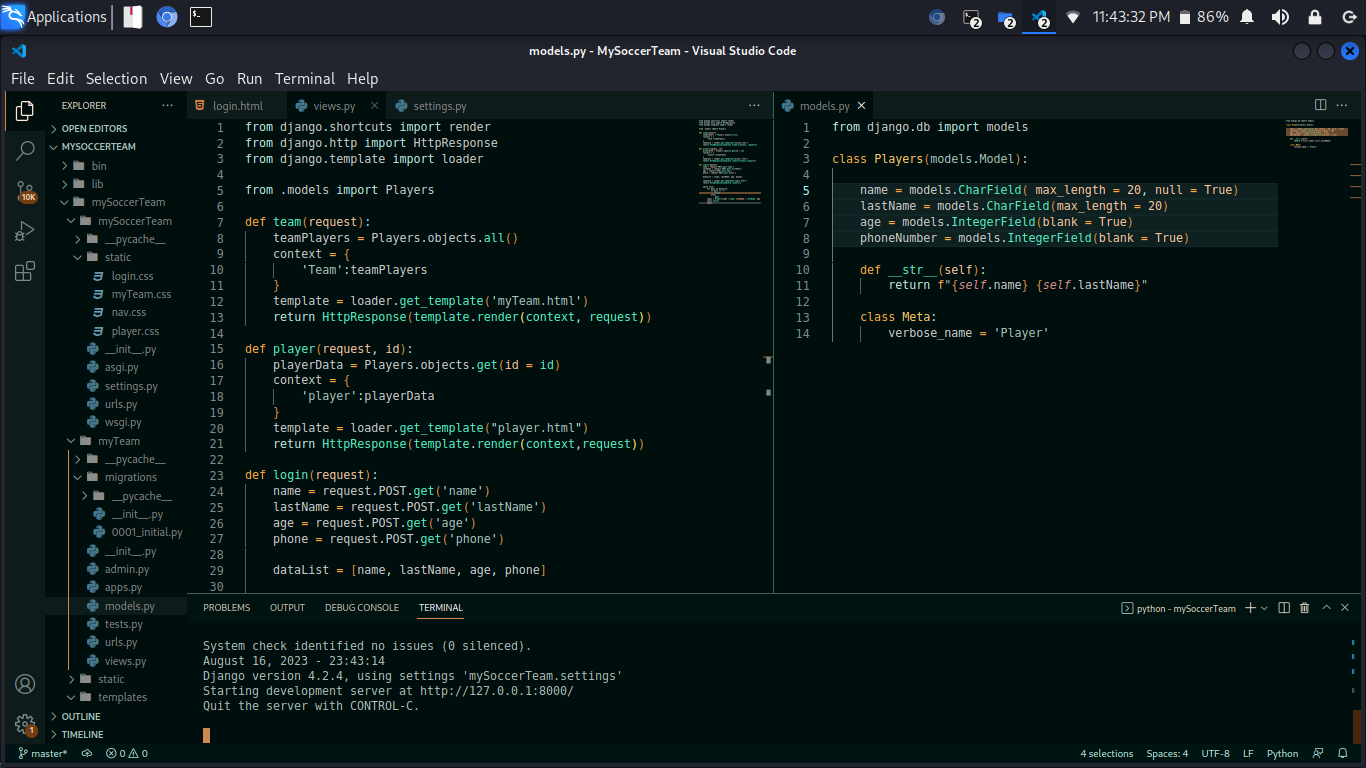 Applications
2
2
2
11:43:32 PM
86%
models.py - MySoccerTeam - Visual Studio Code
File Edit Selection View Go Run Terminal Help
EXPLORER
OPEN EDITORS
MYSOCCERTEAM
bin
lib
mySoccerTeam
mySoccerTeam
__pycache__
static
login.css
myTeam.css
nav.css
player.css
__init__.py
asgi.py
settings.py
urls.py
wsgi.py
myTeam
__pycache__
migrations
__pycache__
__init__.py
0001_initial.py
__init__.py
admin.py
apps.py
models.py
tests.py
urls.py
views.py
static
templates
OUTLINE
TIMELINE
10K
1
login.html views.py settings.py
1 from django.shortcuts import render
2 from django.http import HttpResponse
3 from django.template import loader
4
5 from .models import Players
6
7 def team(request):
8 teamPlayers = Players.objects.all()
9 context = {
10 'Team':teamPlayers
11 }
12 template = loader.get_template('myTeam.html')
13 return HttpResponse(template.render(context, request))
14
15 def player(request, id):
16 playerData = Players.objects.get(id = id)
17 context = {
18 'player':playerData
19 }
20 template = loader.get_template("player.html")
21 return HttpResponse(template.render(context,request))
22
23 def login(request):
24 name = request.POST.get('name')
25 lastName = request.POST.get('lastName')
26 age = request.POST.get('age')
27 phone = request.POST.get('phone')
28
29 dataList = [name, lastName, age, phone]
30
models.py
1 from django.db import models
2
3 class Players(models.Model):
4
5 name = models.CharField( max_length = 20, null = True)
6 lastName = models.CharField(max_length = 20)
7 age = models.IntegerField(blank = True)
8 phoneNumber = models.IntegerField(blank = True)
9
10 def __str__(self):
11 return f"{self.name} {self.lastName}"
12
13 class Meta:
14 verbose_name = 'Player'
PROBLEMS OUTPUT DEBUG CONSOLE TERMINAL
python - mySoccerTeam
System check identified no issues (0 silenced).
August 16, 2023 - 23:43:14
Django version 4.2.4, using settings 'mySoccerTeam.settings'
Starting development server at http://127.0.0.1:8000/
Quit the server with CONTROL-C.
master* 0 0
4 selections Spaces: 4 UTF-8 LF Python